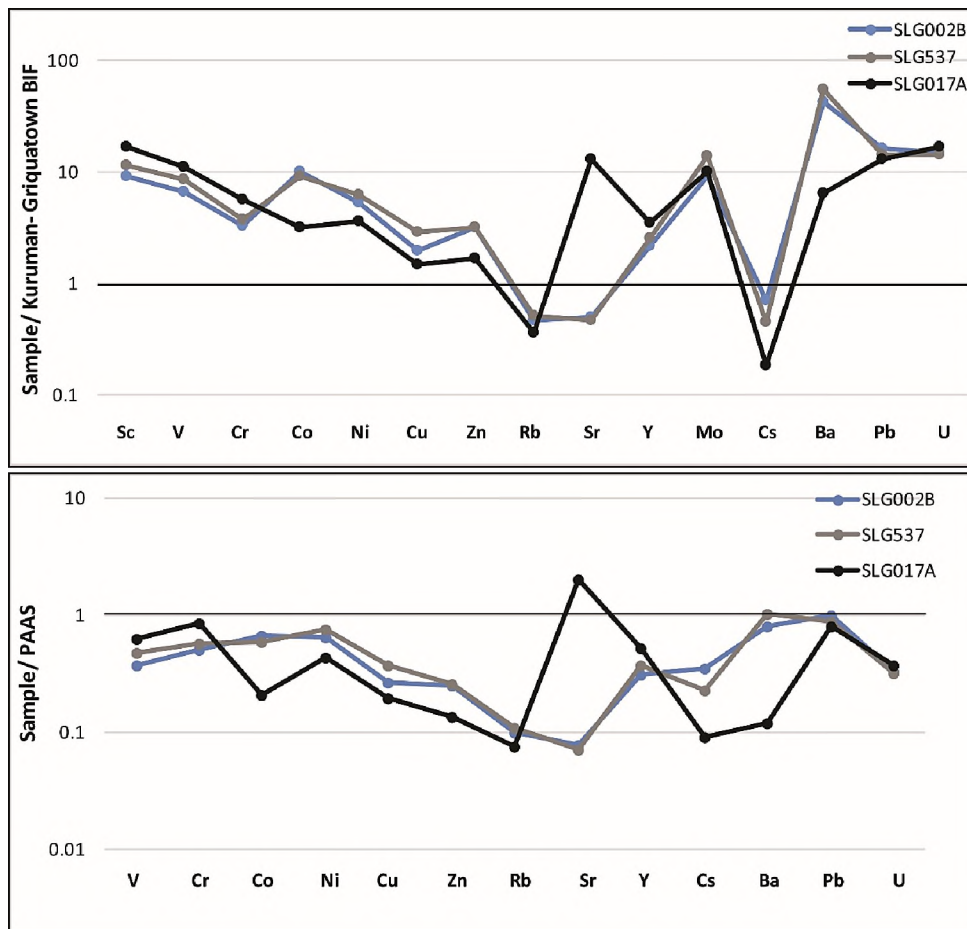 SLG002B
SLG537
SLG017A
Sample/ Kuruman- Griquatown BIF
100
10
1
0.1
Sc V Cr Co Ni Cu Zn Rb Sr Y Mo Cs Ba Pb U
SLG002B
SLG537
SLG017A
Sample/ PAAS
10
1
0.1
0.01
V Cr Co Ni Cu Zn Rb Sr Y Cs Ba Pb U